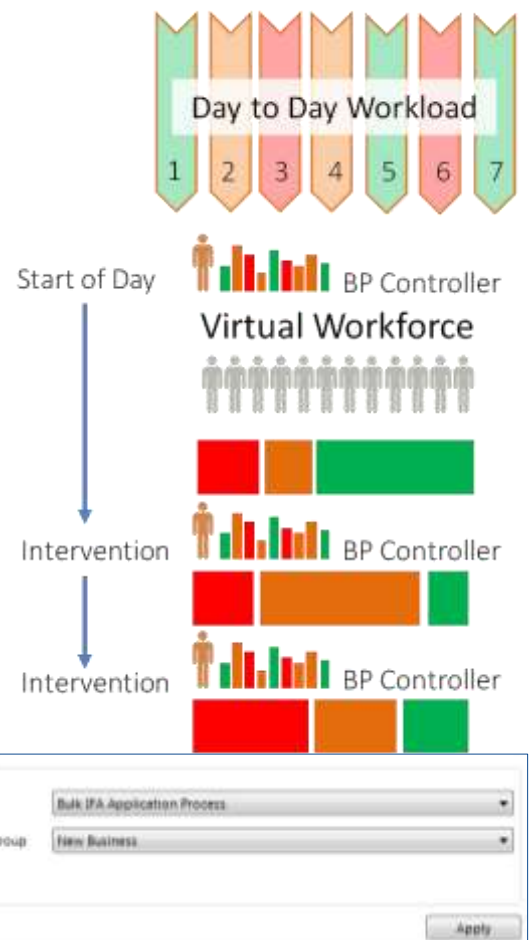 Day to Day Workload
1 2 3 4 5 6 7
Start of Day
BP Controller
Virtual Workforce
Intervention
BP Controller
Intervention
BP Controller
Bulk IFA Application Process
roup New Business
Apply